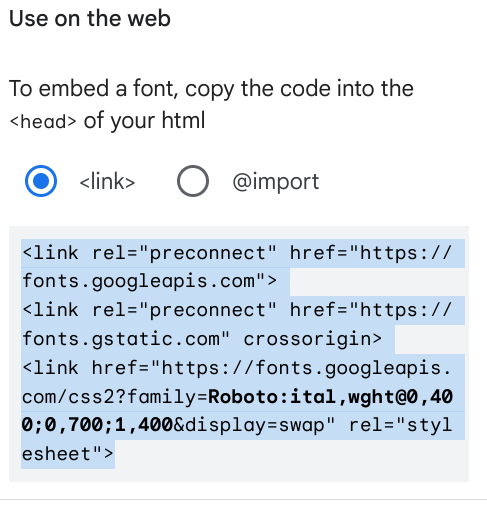 Use on the web
To embed a font, copy the code into the
<head> of your html
<link> @import
<link rel="preconnect" href="https://
fonts.googleapis.com">
<link rel="preconnect" href="https://
fonts.gstatic.com" crossorigin>
<link href="https://fonts.googleapis.
com/css2?family=Roboto:ital,wght@0,40
0;0,700;1,400&display=swap" rel="styl
esheet">